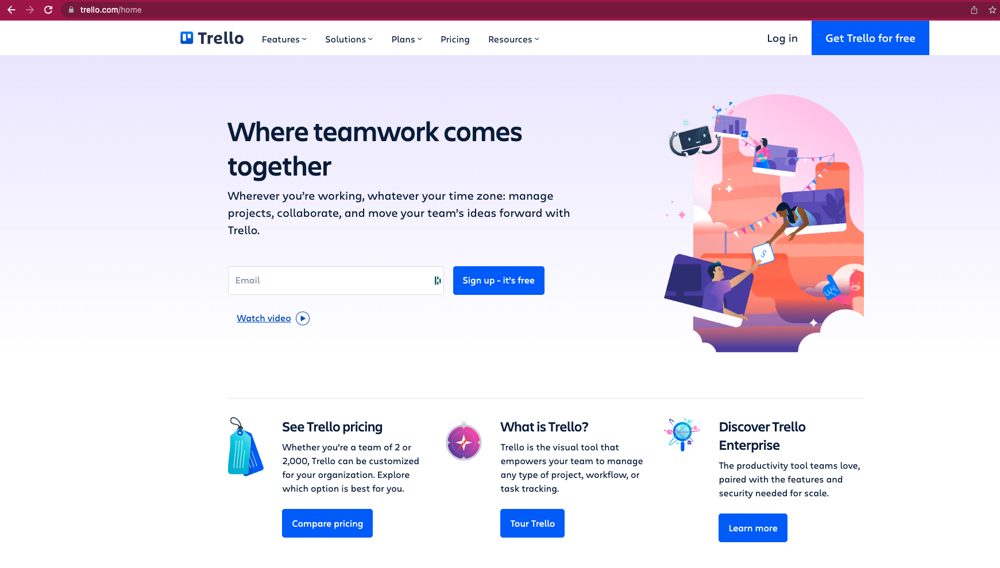 trello.com/home
Trello
Features
Solutions
Plans
Pricing
Resources
Log in
Get Trello for free
Where teamwork comes
together
Wherever you’re working, whatever your time zone: manage
projects, collaborate, and move your team’s ideas forward with
Trello.
Email
Sign up - it’s free
Watch video
See Trello pricing
Whether you’re a team of 2 or
2,000, Trello can be customized
for your organization. Explore
which option is best for you.
Compare pricing
What is Trello?
Trello is the visual tool that
empowers your team to manage
any type of project, workflow, or
task tracking.
Tour Trello
Discover Trello
Enterprise
The productivity tool teams love,
paired with the features and
security needed for scale.
Learn more